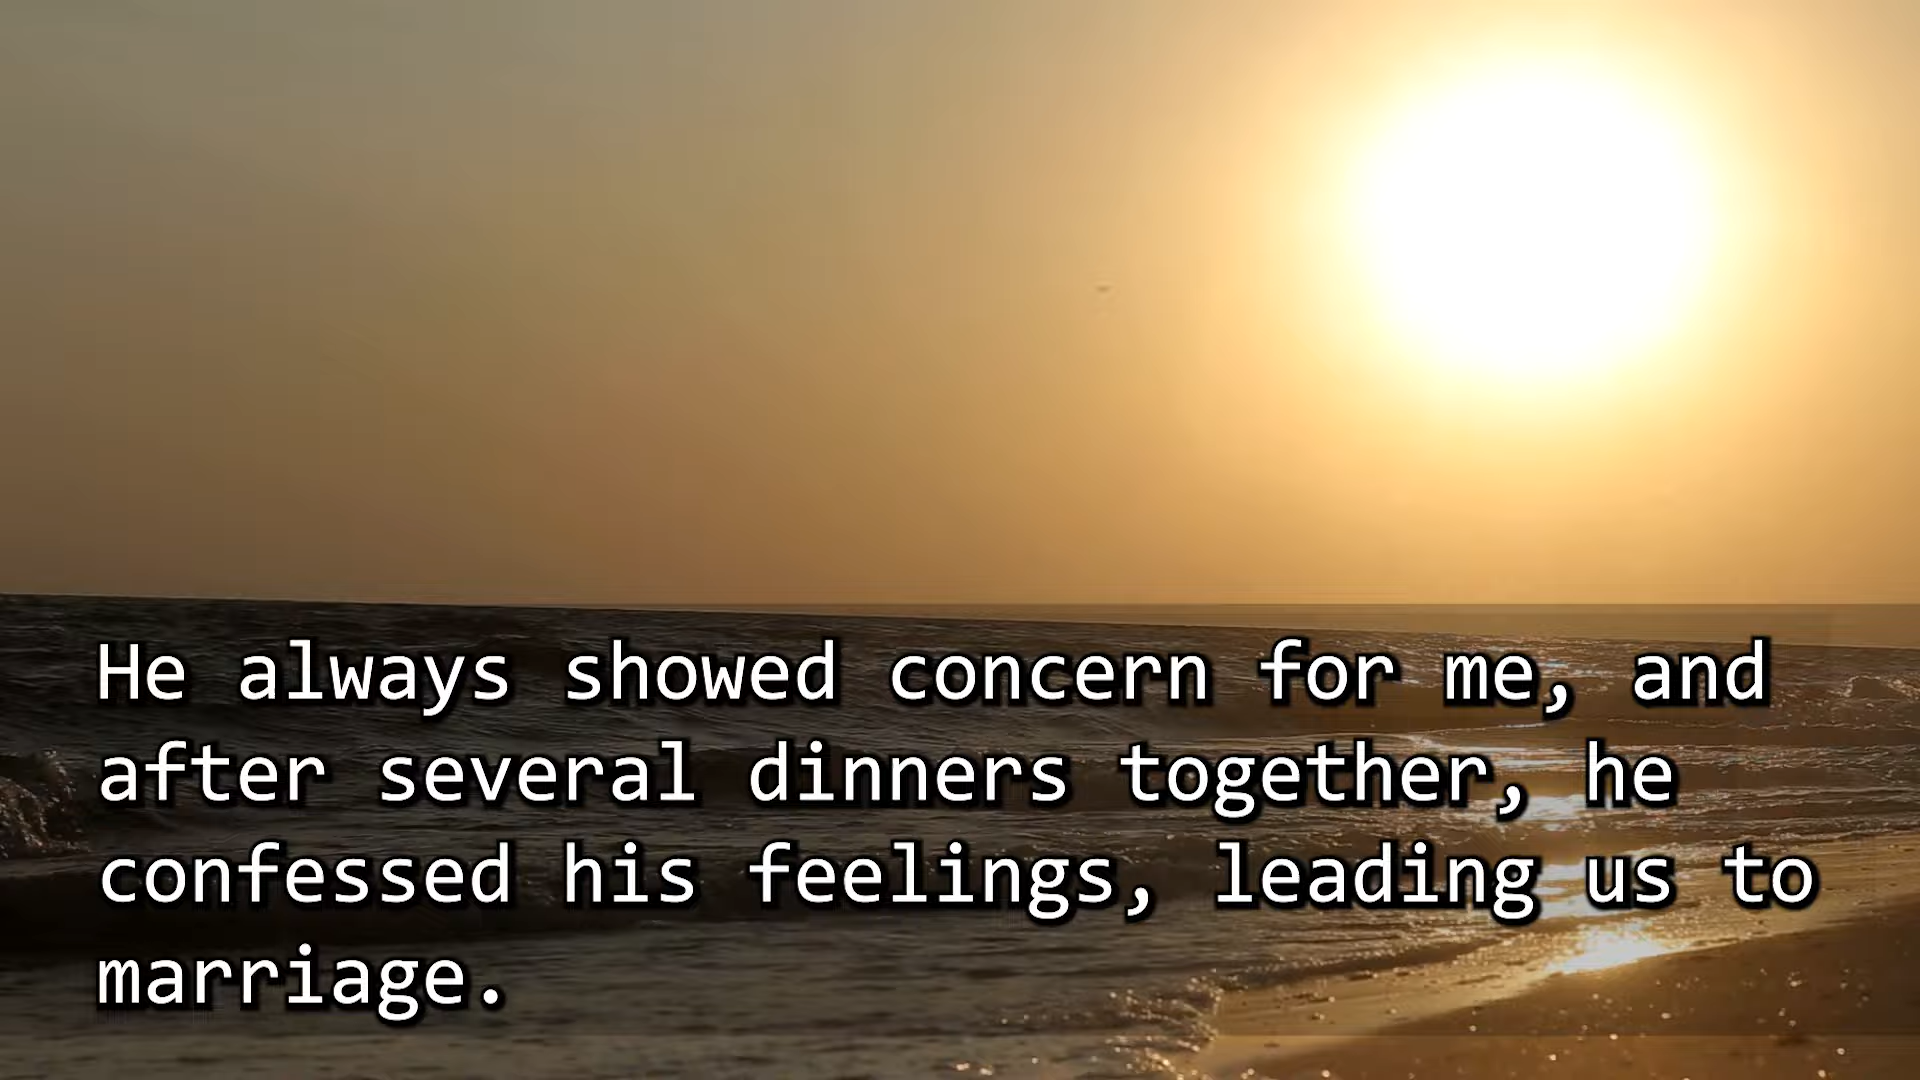 He always showed concern for me, and
after several dinners together, he
confessed his feelings, leading us to
marriage.